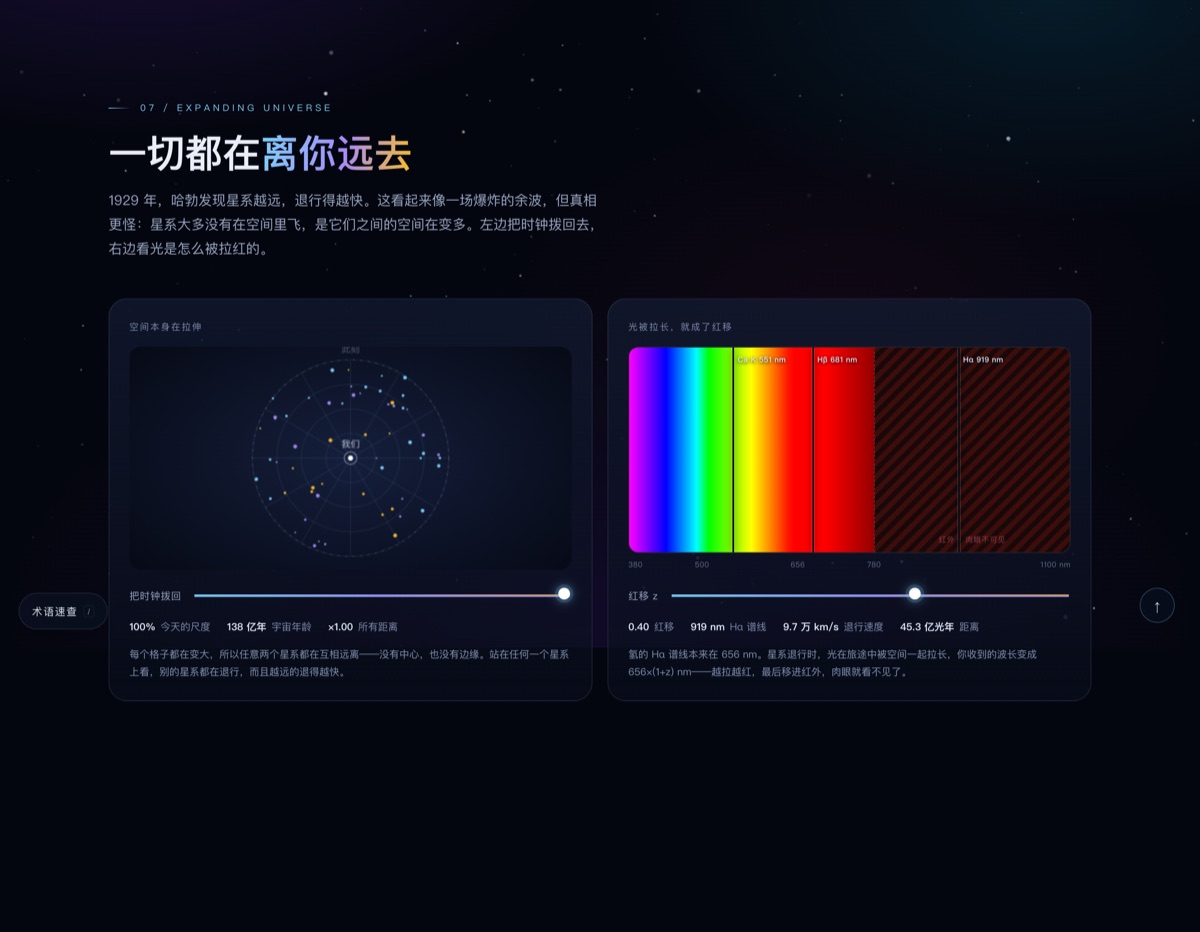 07 / EXPANDING UNIVERSE
一切都在离你远去
1929 年，哈勃发现星系越远，退行得越快。这看起来像一场爆炸的余波，但真相
更怪：星系大多没有在空间里飞，是它们之间的空间在变多。左边把时钟拨回去，
右边看光是怎么被拉红的。
空间本身在拉伸
此刻
我们
把时钟拨回
100% 今天的尺度 138 亿年 宇宙年龄 ×1.00 所有距离
每个格子都在变大，所以任意两个星系都在互相远离——没有中心，也没有边缘。站在任何一个星系
上看，别的星系都在退行，而且越远的退得越快。
光被拉长，就成了红移
Ca K 551 nm
Hβ 681 nm
Hα 919 nm
红外 · 肉眼不可见
380 500 656 780 1100 nm
红移 z
0.40 红移 919 nm Hα 谱线 9.7 万 km/s 退行速度 45.3 亿光年 距离
氢的 Hα 谱线本来在 656 nm。星系退行时，光在旅途中被空间一起拉长，你收到的波长变成
656×(1+z) nm——越拉越红，最后移进红外，肉眼就看不见了。
术语速查 /
↑